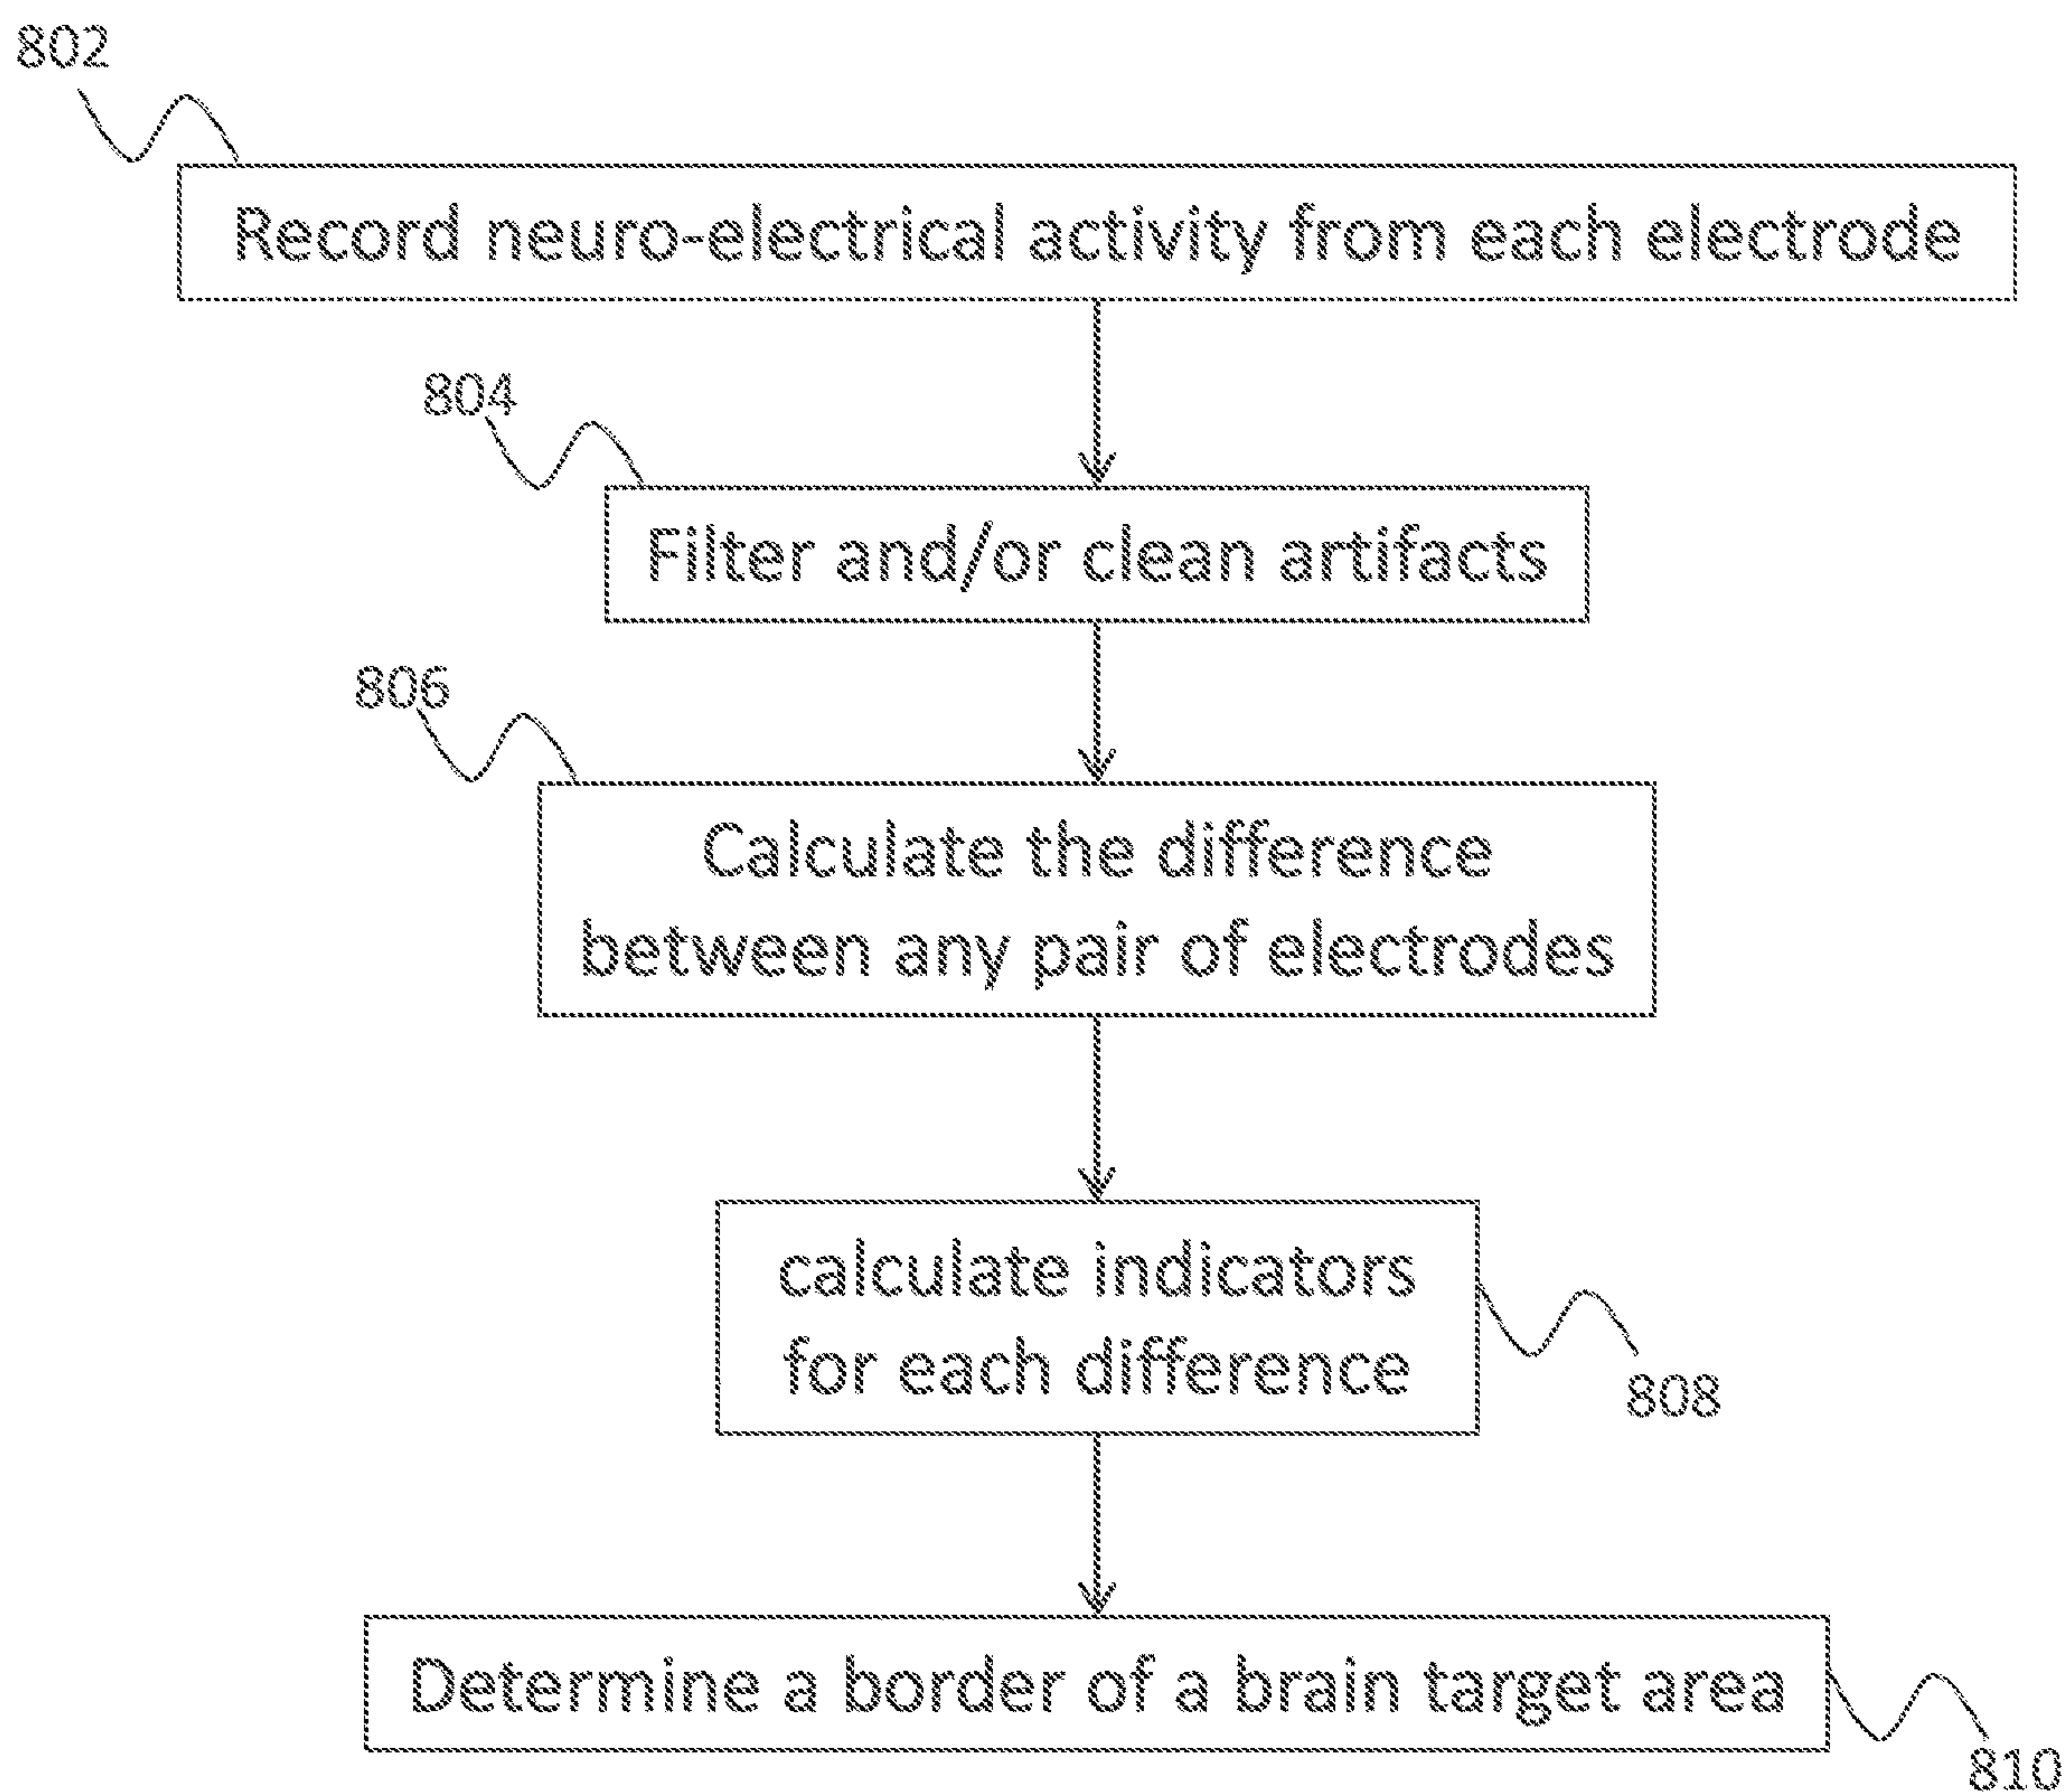 802
Record neuro-electrical activity from each electrode
804
Filter and/or clean artifacts
806
Calculate the difference
between any pair of electrodes
calculate indicators
for each difference
808
Determine a border of a brain target area
810